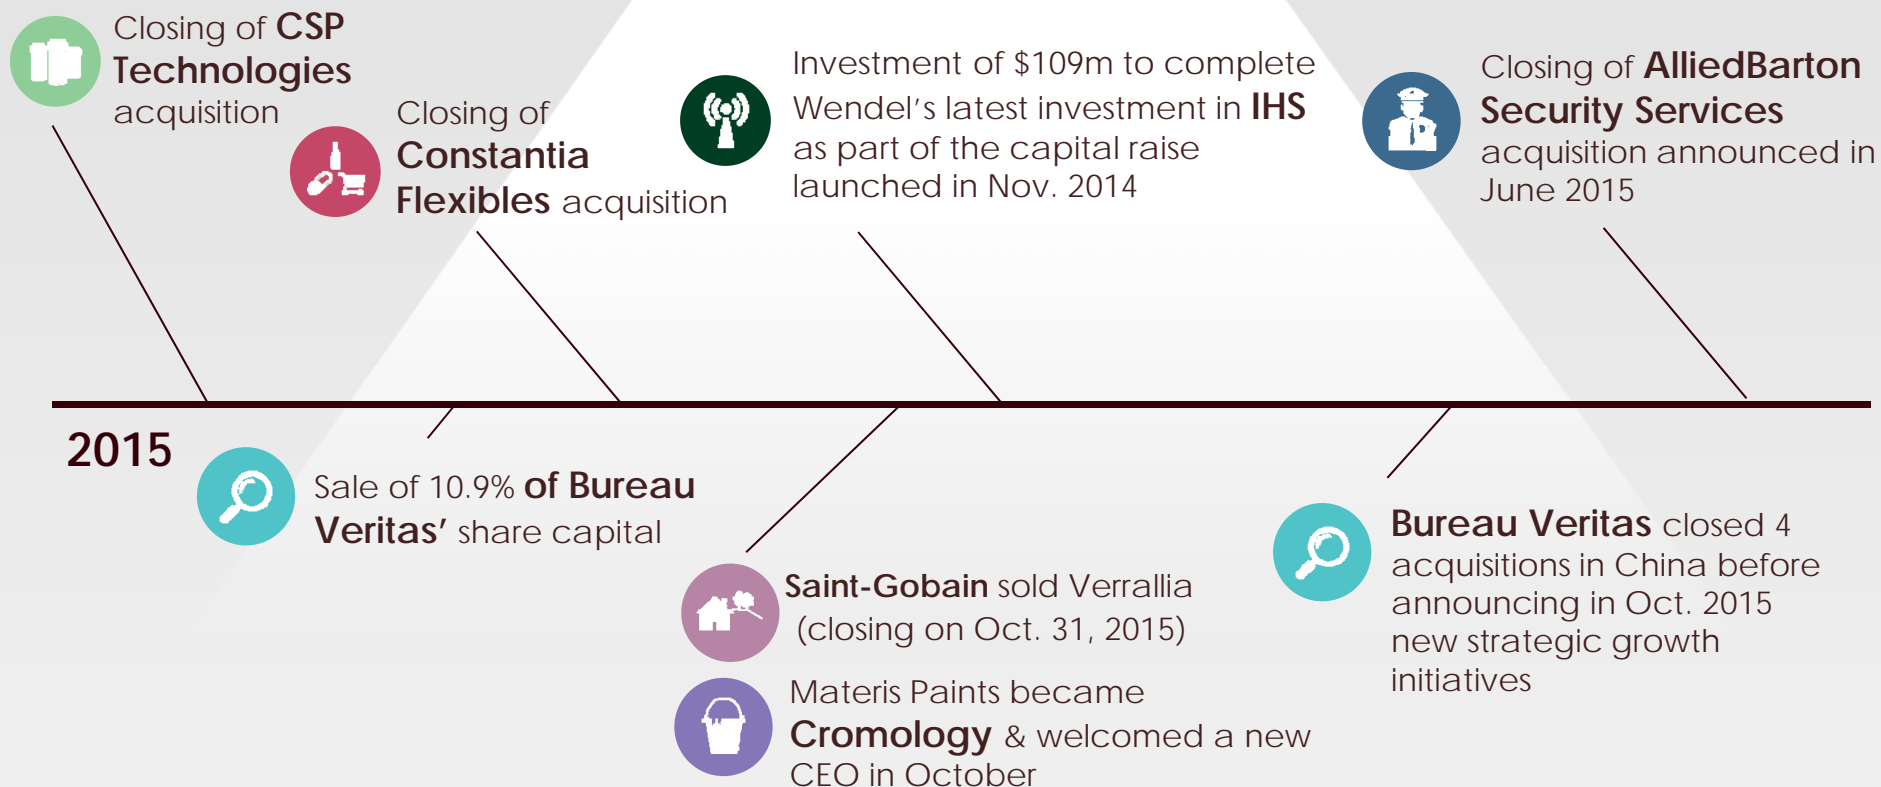 Closing of CSP
Technologies
acquisition
Closing of
Constantia
Flexibles acquisition
Investment of $109m to complete
Wendel’s latest investment in IHS
as part of the capital raise
launched in Nov. 2014
Closing of AlliedBarton
Security Services
acquisition announced in
June 2015
2015
Sale of 10.9% of Bureau
Veritas’ share capital
Saint-Gobain sold Verrallia
(closing on Oct. 31, 2015)
Materis Paints became
Cromology & welcomed a new
CEO in October
Bureau Veritas closed 4
acquisitions in China before
announcing in Oct. 2015
new strategic growth
initiatives